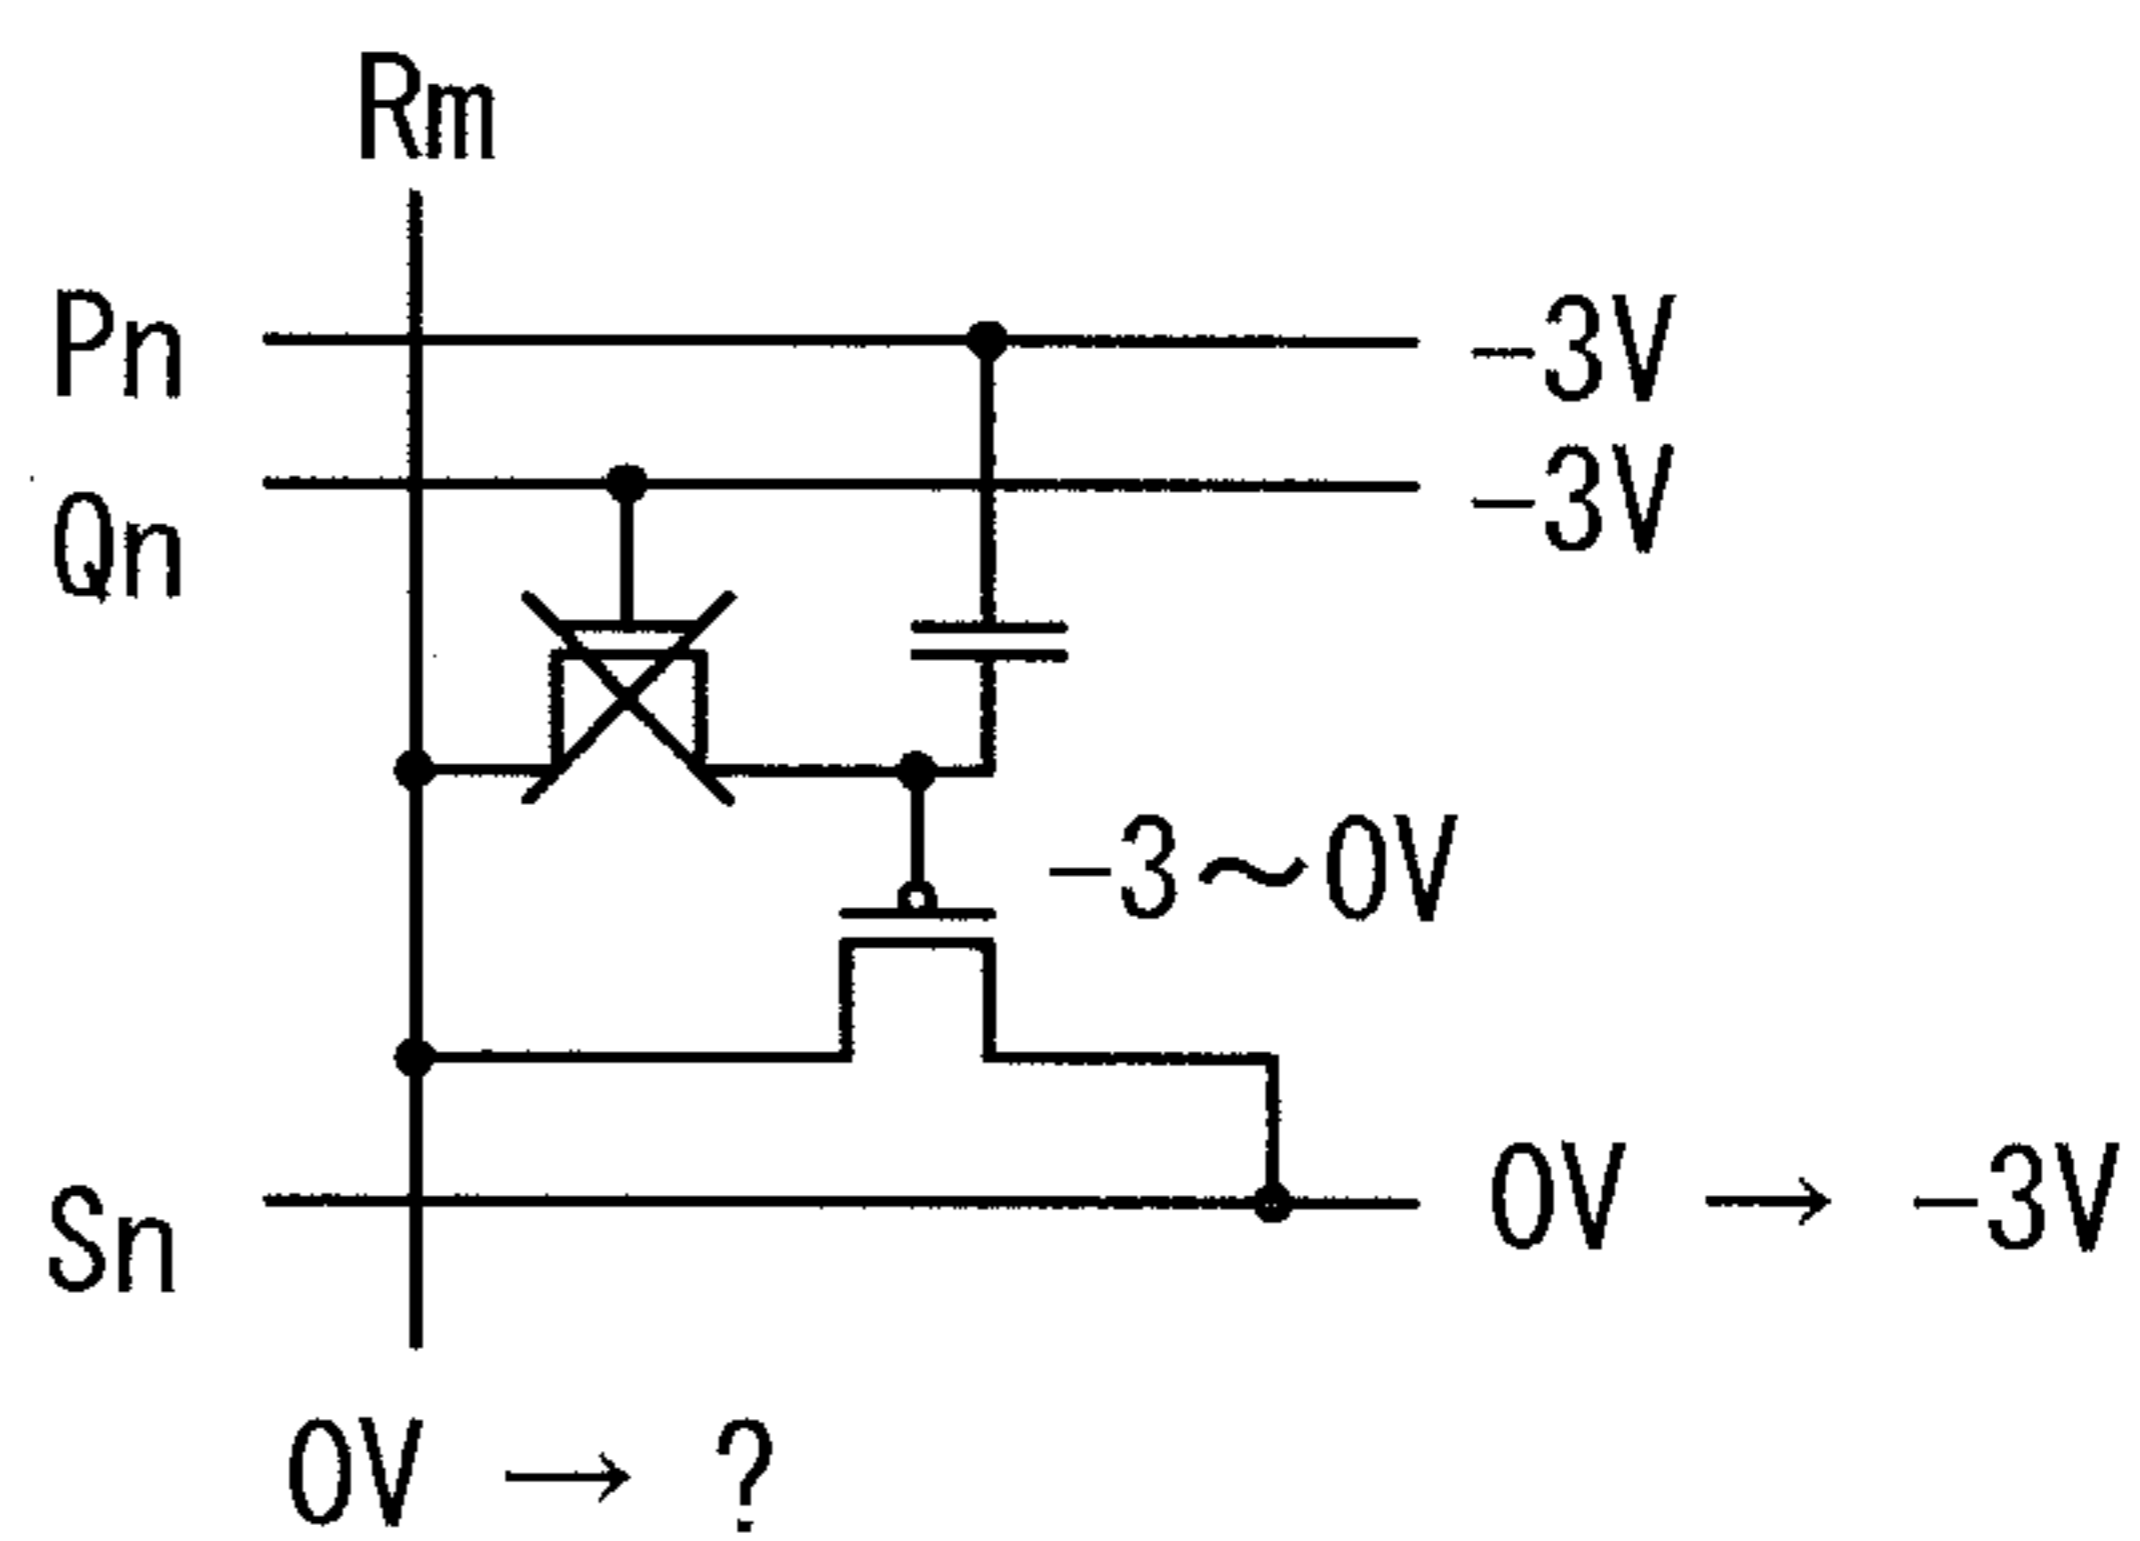 Rm
Pn -3V
Qn -3V
-3~0V
Sn 0V → -3V
0V → ?